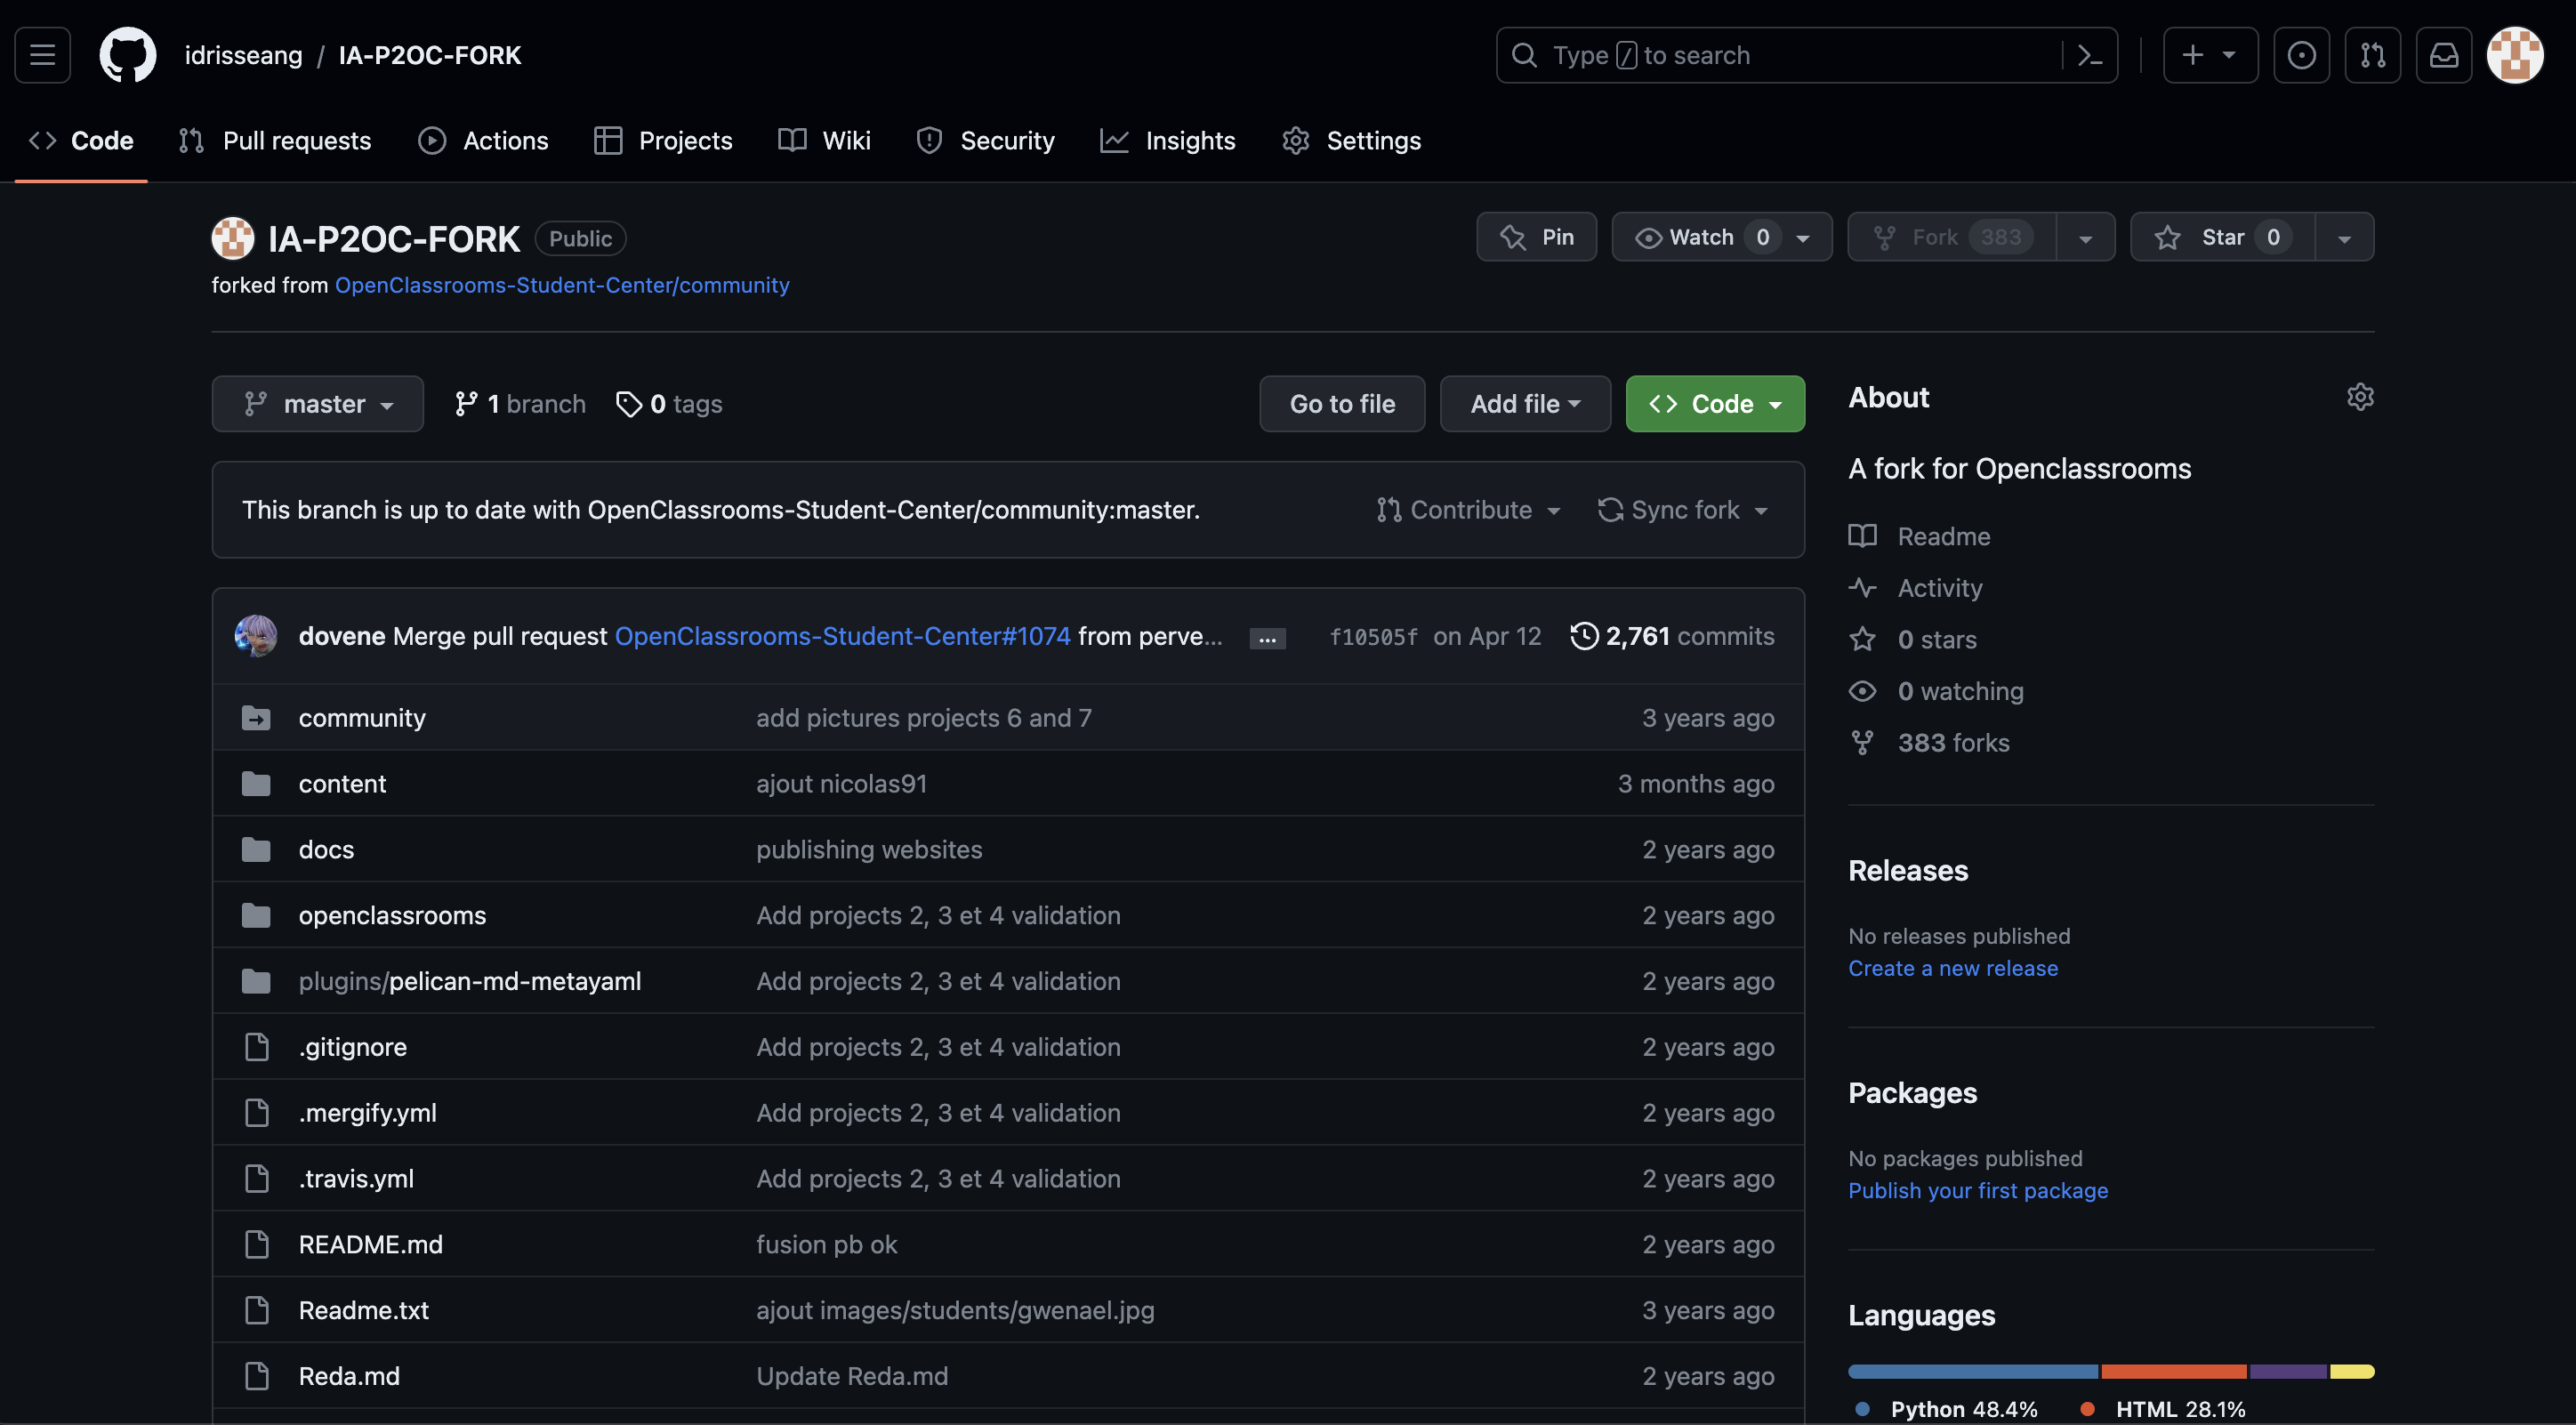 idrisseang / IA-P2OC-FORK
Type / to search
Code Pull requests Actions Projects Wiki Security Insights Settings
IA-P2OC-FORK Public
Pin Watch 0 Fork 383 Star 0
forked from OpenClassrooms-Student-Center/community
master 1 branch 0 tags Go to file Add file Code
This branch is up to date with OpenClassrooms-Student-Center/community:master. Contribute Sync fork
dovene Merge pull request OpenClassrooms-Student-Center#1074 from perve... ... f10505f on Apr 12 2,761 commits
community add pictures projects 6 and 7 3 years ago
content ajout nicolas91 3 months ago
docs publishing websites 2 years ago
openclassrooms Add projects 2, 3 et 4 validation 2 years ago
plugins/pelican-md-metayaml Add projects 2, 3 et 4 validation 2 years ago
.gitignore Add projects 2, 3 et 4 validation 2 years ago
.mergify.yml Add projects 2, 3 et 4 validation 2 years ago
.travis.yml Add projects 2, 3 et 4 validation 2 years ago
README.md fusion pb ok 2 years ago
Readme.txt ajout images/students/gwenael.jpg 3 years ago
Reda.md Update Reda.md 2 years ago
About
A fork for Openclassrooms
Readme
Activity
0 stars
0 watching
383 forks
Releases
No releases published
Create a new release
Packages
No packages published
Publish your first package
Languages
Python 48.4% HTML 28.1%